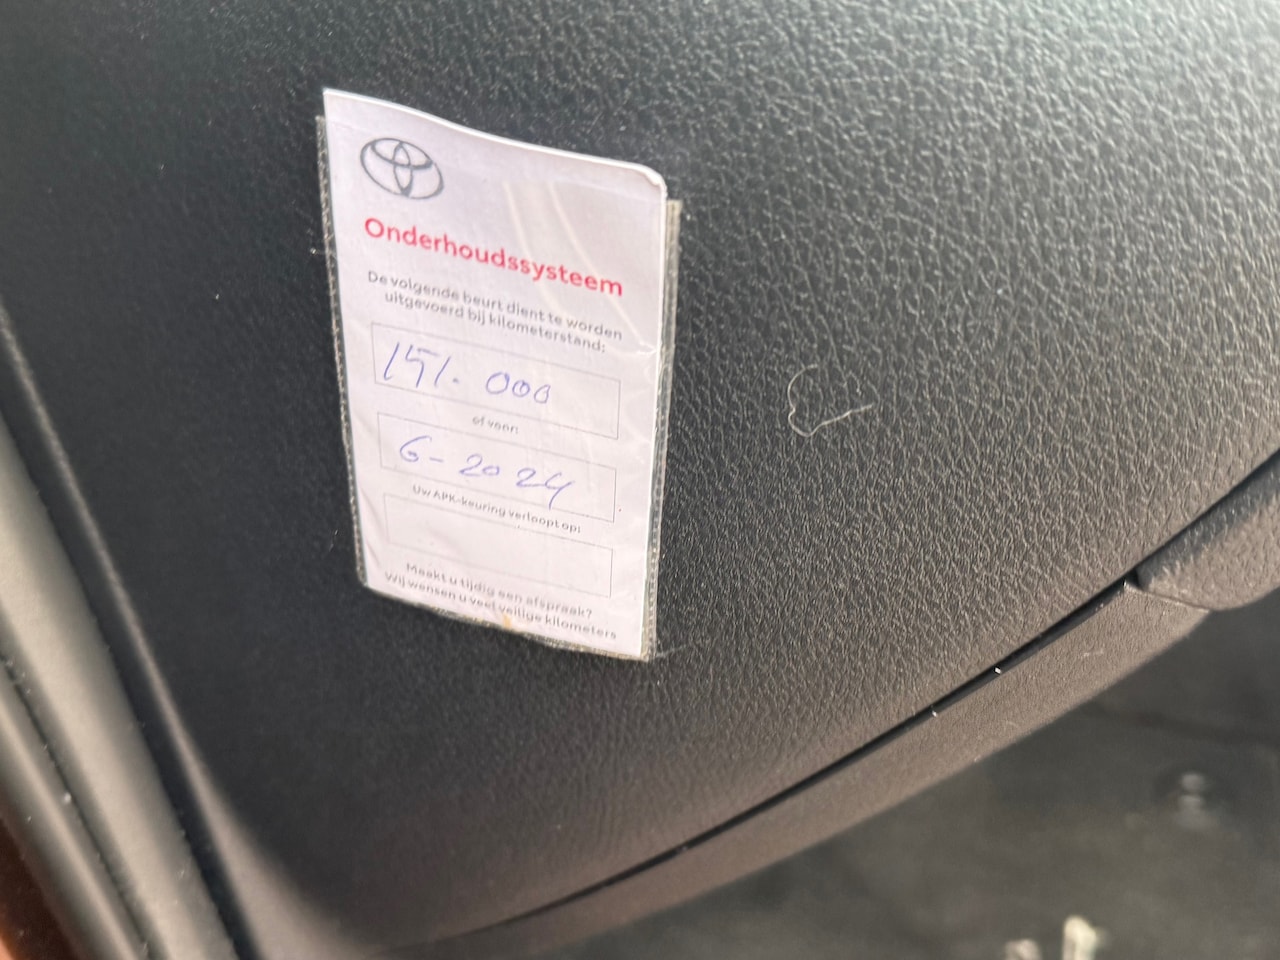 Onderhoudssysteem
De volgende beurt dient te worden
uitgevoerd bij kilometerstand:
151.000
of voor:
6-2024
Uw APK-keuring verloopt op:
Maakt u tijdig een afspraak?
Wij wensen u veel veilige kilometers